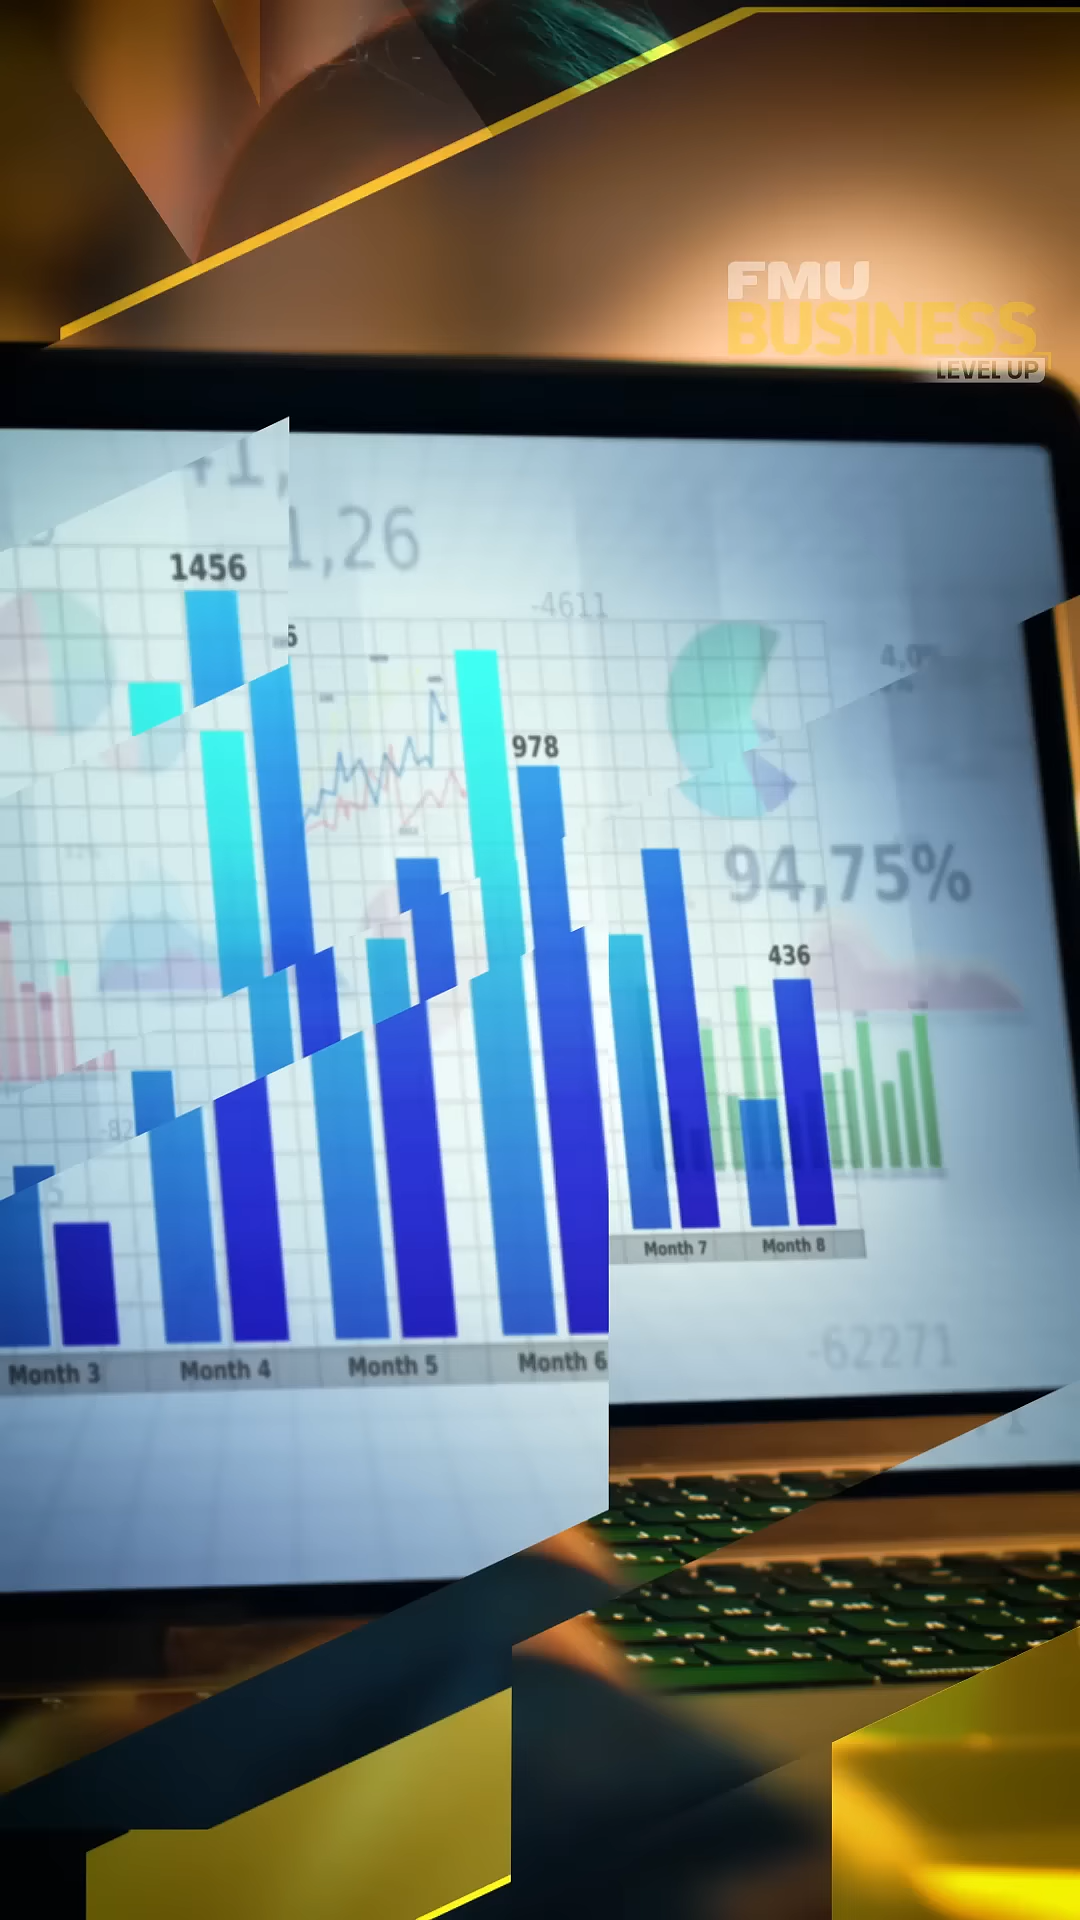 FMU
BUSINESS
LEVEL UP
1,26
1456
-4611
978
94,75%
436
Month 7
Month 8
-62271
Month 3
Month 4
Month 5
Month 6